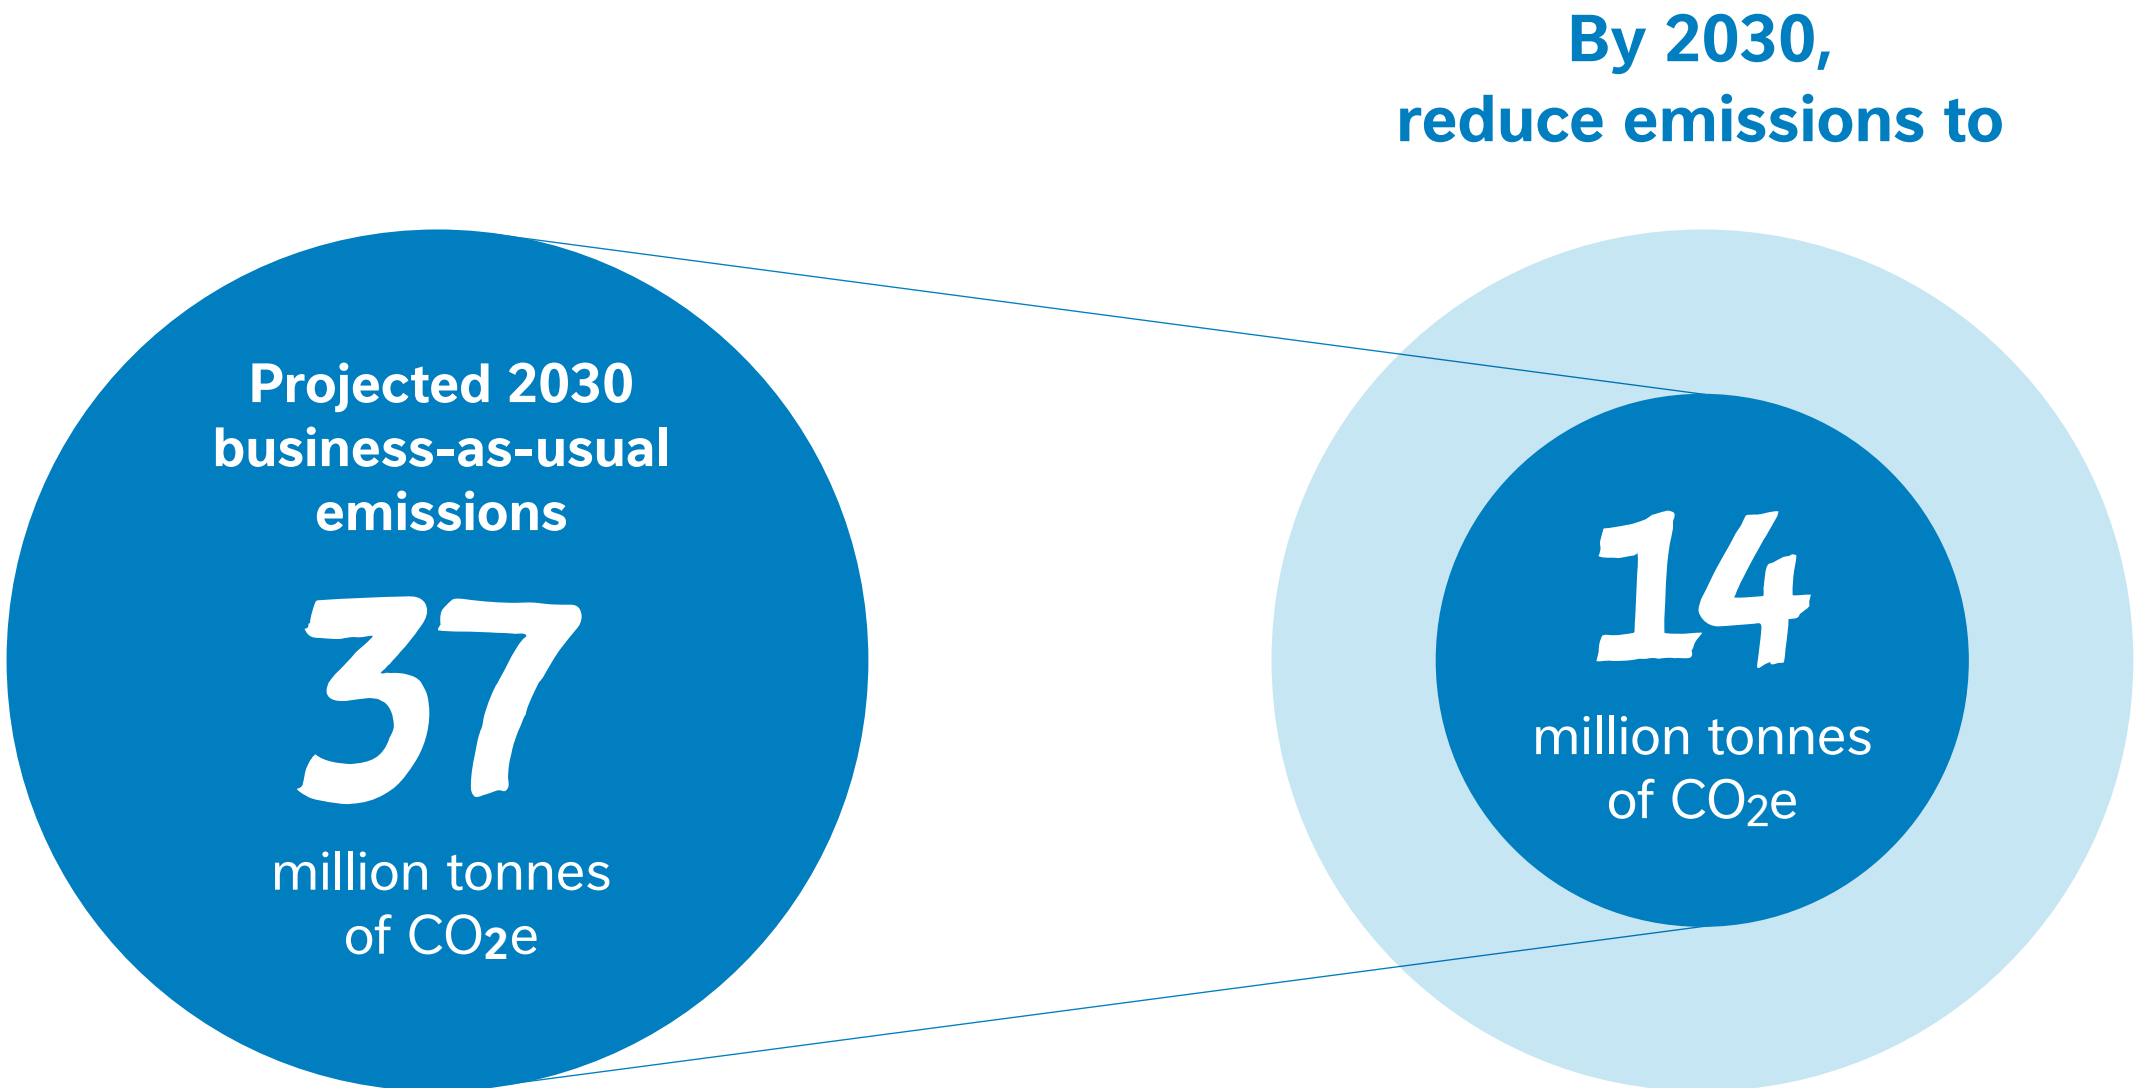 By 2030,
reduce emissions to
Projected 2030
business-as-usual
emissions
37
million tonnes
of CO2e
14
million tonnes
of CO2e